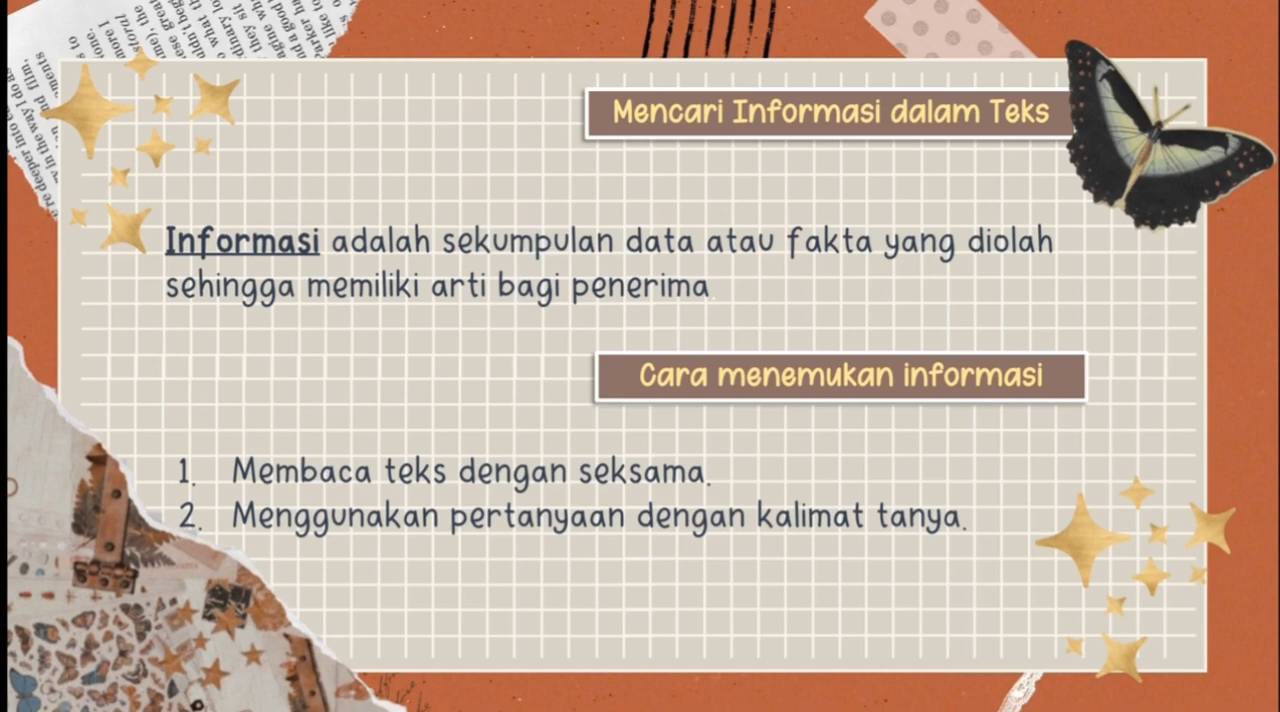 Mencari Informasi dalam Teks
Informasi adalah sekumpulan data atau fakta yang diolah
sehingga memiliki arti bagi penerima.
Cara menemukan informasi
1. Membaca teks dengan seksama.
2. Menggunakan pertanyaan dengan kalimat tanya.